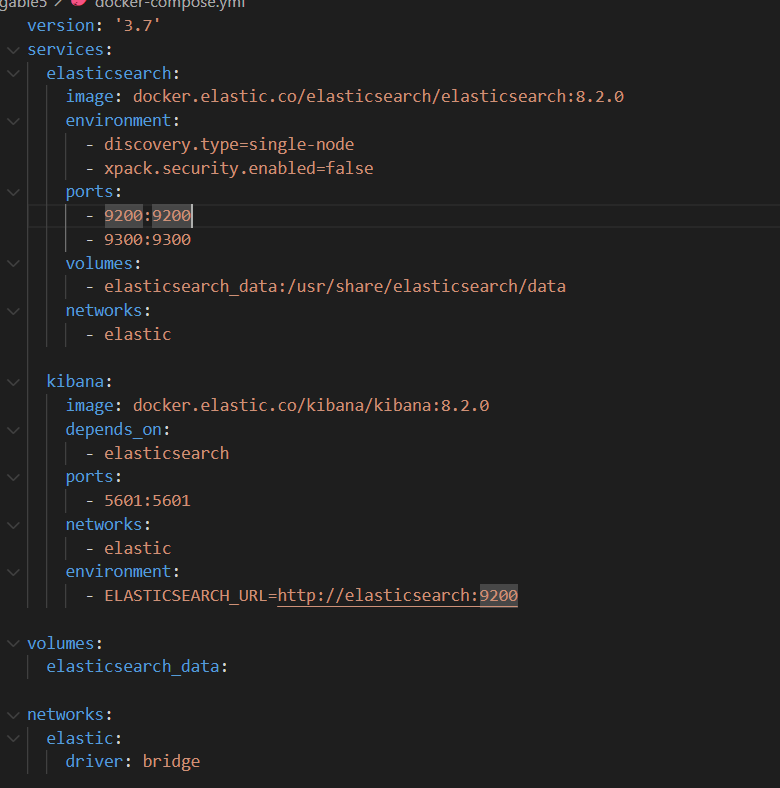 gable5 > docker-compose.yml
version: '3.7'
services:
  elasticsearch:
    image: docker.elastic.co/elasticsearch/elasticsearch:8.2.0
    environment:
      - discovery.type=single-node
      - xpack.security.enabled=false
    ports:
      - 9200:9200
      - 9300:9300
    volumes:
      - elasticsearch_data:/usr/share/elasticsearch/data
    networks:
      - elastic
  kibana:
    image: docker.elastic.co/kibana/kibana:8.2.0
    depends_on:
      - elasticsearch
    ports:
      - 5601:5601
    networks:
      - elastic
    environment:
      - ELASTICSEARCH_URL=http://elasticsearch:9200
volumes:
  elasticsearch_data:
networks:
  elastic:
    driver: bridge